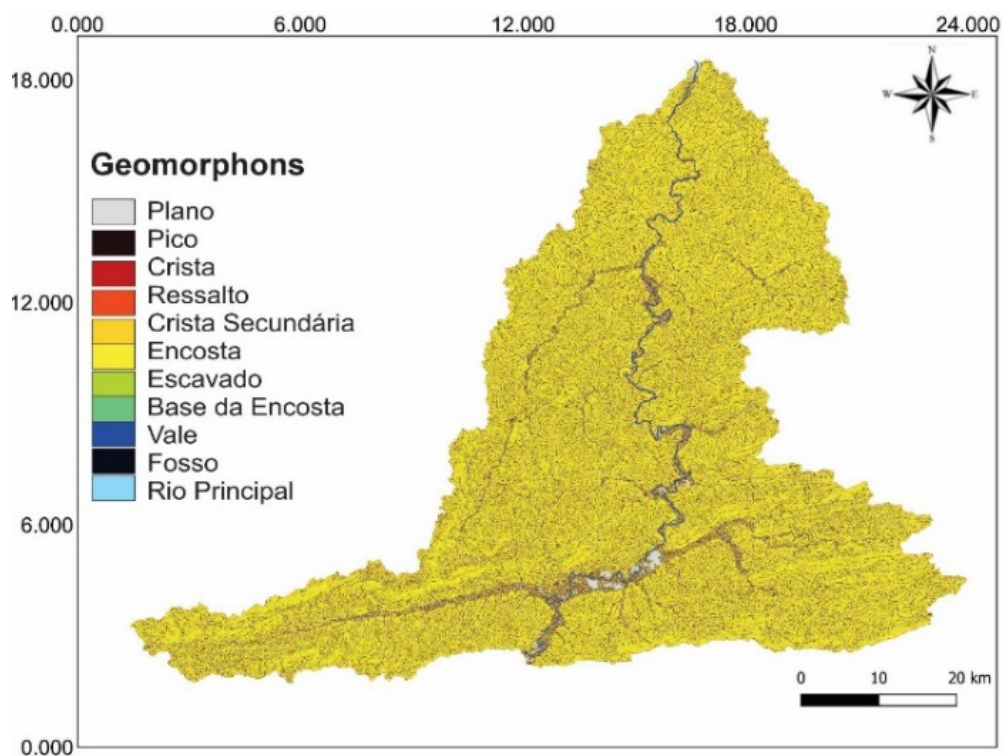 0.000 6.000 12.000 18.000 24.000
18.000
12.000
6.000
0.000
N
W E
S
Geomorphons
Plano
Pico
Crista
Ressalto
Crista Secundária
Encosta
Escavado
Base da Encosta
Vale
Fosso
Rio Principal
0 10 20 km